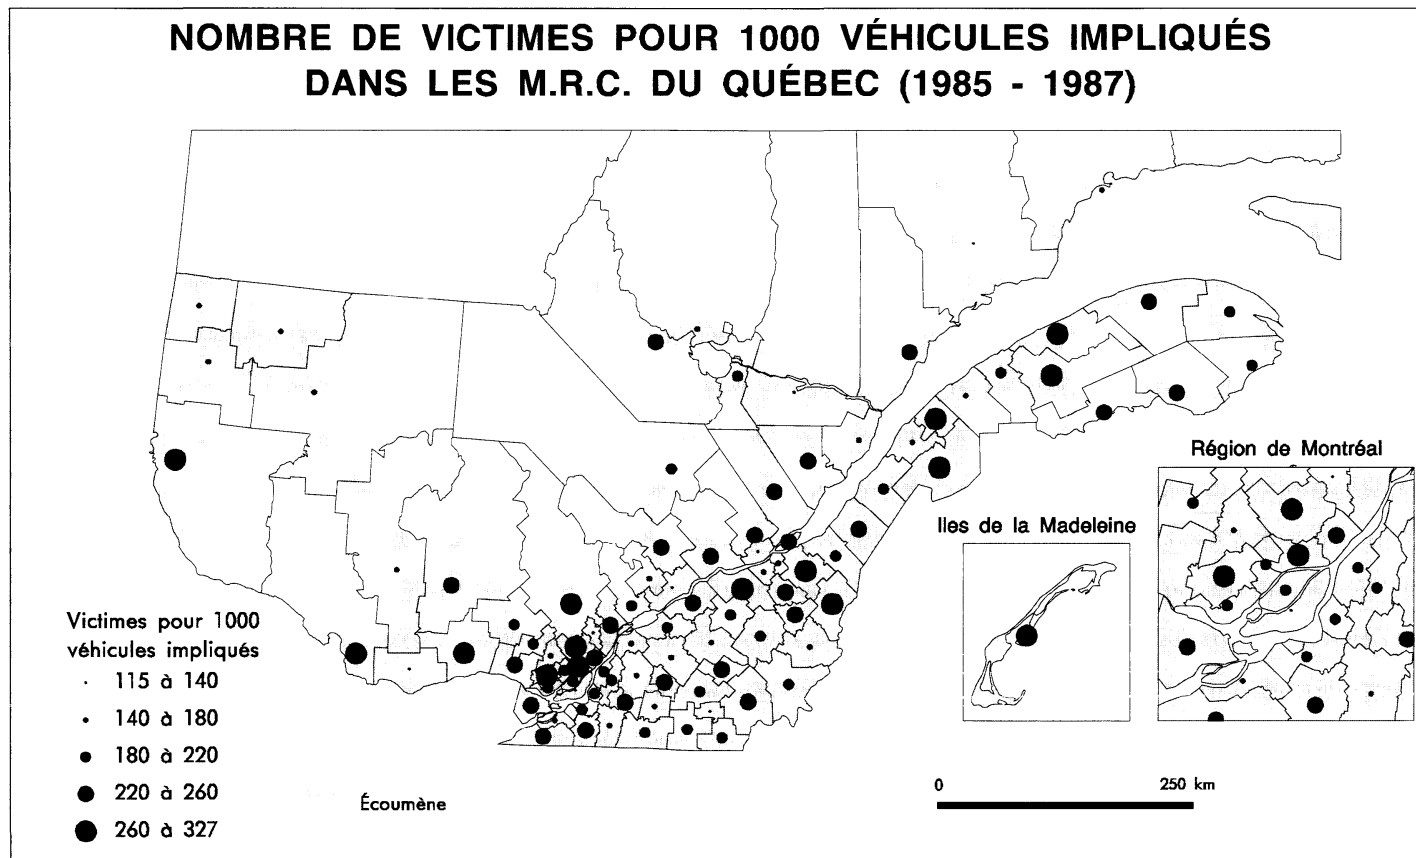 NOMBRE DE VICTIMES POUR 1000 VÉHICULES IMPLIQUÉS
DANS LES M.R.C. DU QUÉBEC (1985 - 1987)
Région de Montréal
Iles de la Madeleine
Victimes pour 1000
véhicules impliqués
115 à 140
140 à 180
180 à 220
220 à 260
260 à 327
Écoumène
0 250 km